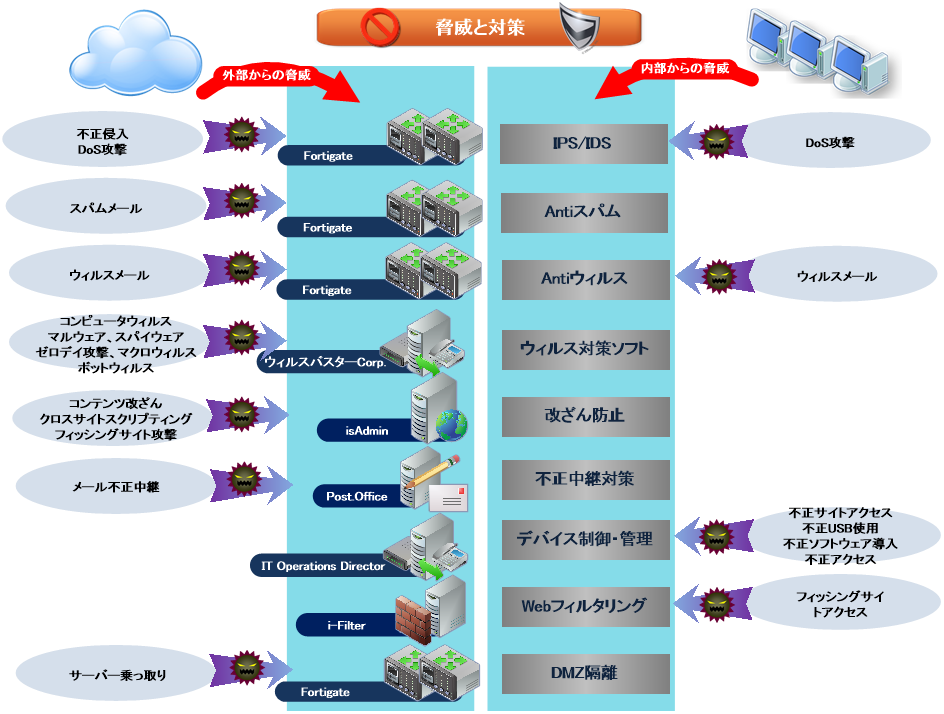 脅威と対策
外部からの脅威
内部からの脅威
不正侵入
DoS攻撃
Fortigate
IPS/IDS
DoS攻撃
スパムメール
Fortigate
Antiスパム
ウィルスメール
Fortigate
Antiウィルス
ウィルスメール
コンピュータウィルス
マルウェア、スパイウェア
ゼロデイ攻撃、マクロウィルス
ボットウィルス
ウィルスバスターCorp.
ウィルス対策ソフト
コンテンツ改ざん
クロスサイトスクリプティング
フィッシングサイト攻撃
isAdmin
改ざん防止
メール不正中継
Post.Office
不正中継対策
IT Operations Director
デバイス制御・管理
不正サイトアクセス
不正USB使用
不正ソフトウェア導入
不正アクセス
i-Filter
Webフィルタリング
フィッシングサイ
トアクセス
サーバー乗っ取り
Fortigate
DMZ隔離